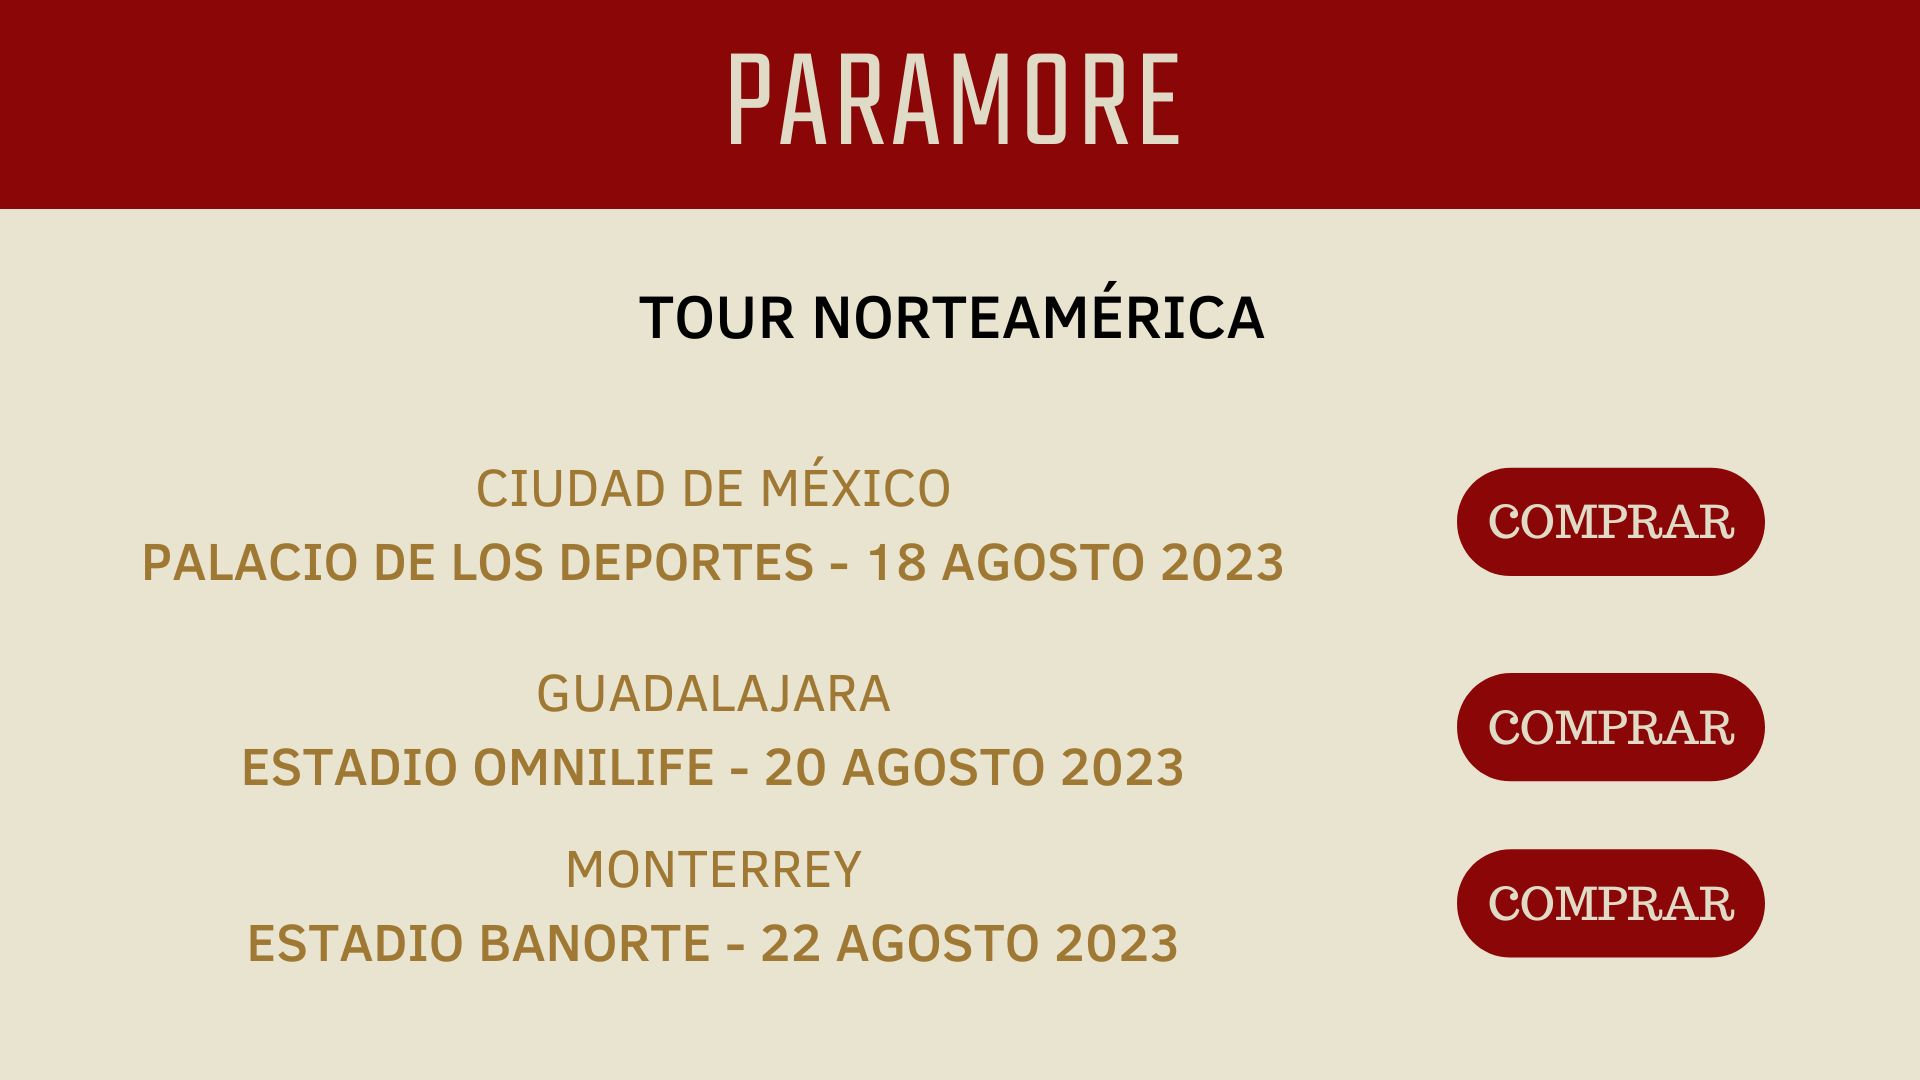 PARAMORE
TOUR NORTEAMÉRICA
CIUDAD DE MÉXICO
PALACIO DE LOS DEPORTES - 18 AGOSTO 2023
COMPRAR
GUADALAJARA
ESTADIO OMNILIFE - 20 AGOSTO 2023
COMPRAR
MONTERREY
ESTADIO BANORTE - 22 AGOSTO 2023
COMPRAR